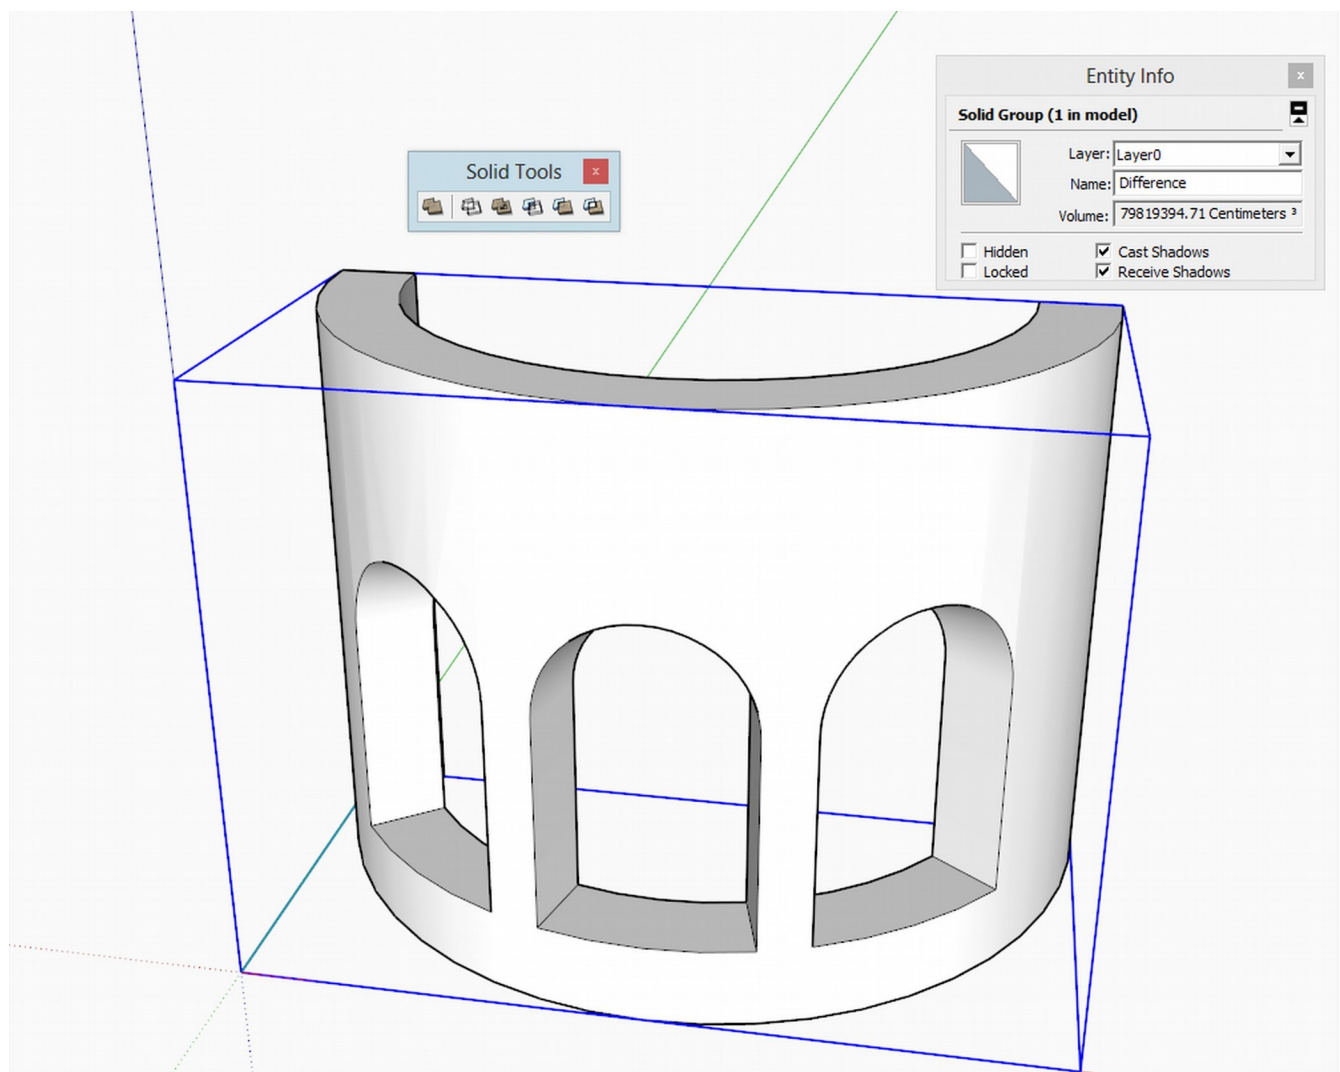 Entity Info
x
Solid Group (1 in model)
Layer: Layer0
Name: Difference
Volume: 79819394.71 Centimeters ³
Hidden
Cast Shadows
Locked
Receive Shadows
Solid Tools
x